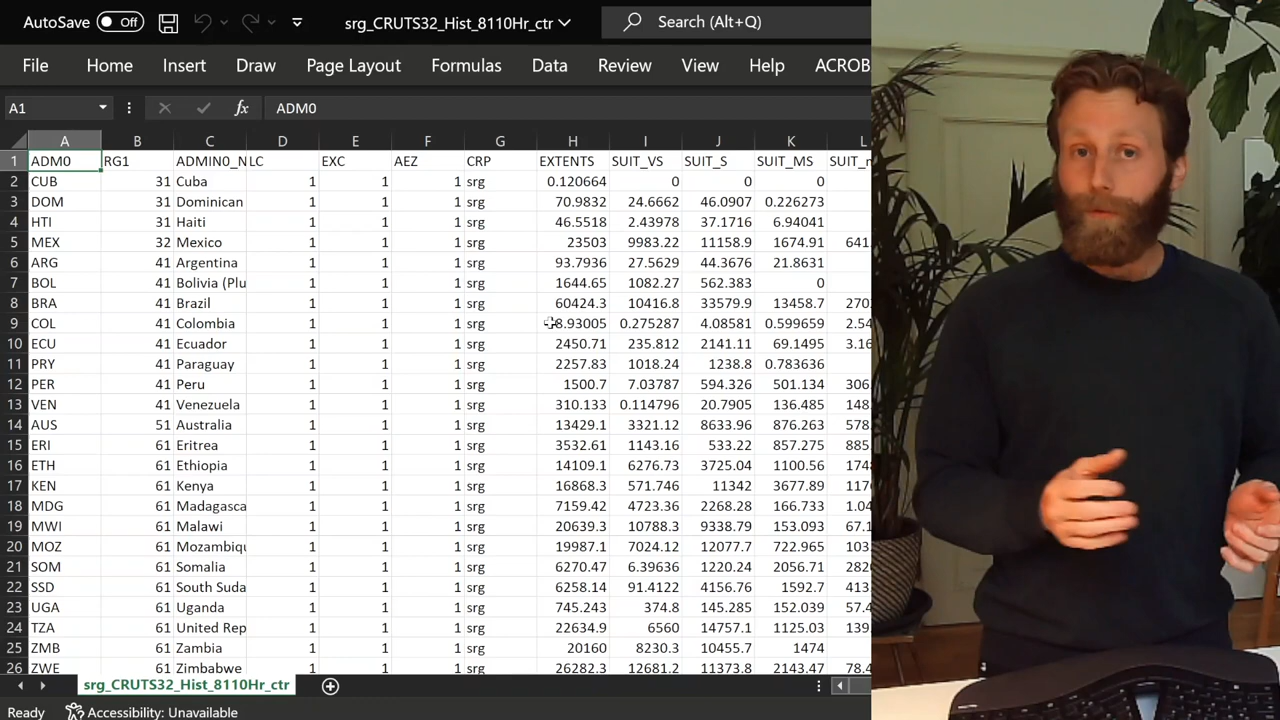 AutoSave Off srg_CRUTS32_Hist_8110Hr_ctr Search (Alt+Q)
File Home Insert Draw Page Layout Formulas Data Review View Help ACROB
A1 fx ADM0
A B C D E F G H I J K L
1 ADM0 RG1 ADMIN0_N LC EXC AEZ CRP EXTENTS SUIT_VS SUIT_S SUIT_MS SUIT_m
2 CUB 31 Cuba 1 1 1 srg 0.120664 0 0 0
3 DOM 31 Dominican 1 1 1 srg 70.9832 24.6662 46.0907 0.226273
4 HTI 31 Haiti 1 1 1 srg 46.5518 2.43978 37.1716 6.94041
5 MEX 32 Mexico 1 1 1 srg 23503 9983.22 11158.9 1674.91 641
6 ARG 41 Argentina 1 1 1 srg 93.7936 27.5629 44.3676 21.8631
7 BOL 41 Bolivia (Plu 1 1 1 srg 1644.65 1082.27 562.383 0
8 BRA 41 Brazil 1 1 1 srg 60424.3 10416.8 33579.9 13458.7 270
9 COL 41 Colombia 1 1 1 srg 8.93005 0.275287 4.08581 0.599659 2.54
10 ECU 41 Ecuador 1 1 1 srg 2450.71 235.812 2141.11 69.1495 3.16
11 PRY 41 Paraguay 1 1 1 srg 2257.83 1018.24 1238.8 0.783636
12 PER 41 Peru 1 1 1 srg 1500.7 7.03787 594.326 501.134 306
13 VEN 41 Venezuela 1 1 1 srg 310.133 0.114796 20.7905 136.485 148
14 AUS 51 Australia 1 1 1 srg 13429.1 3321.12 8633.96 876.263 578
15 ERI 61 Eritrea 1 1 1 srg 3532.61 1143.16 533.22 857.275 885
16 ETH 61 Ethiopia 1 1 1 srg 14109.1 6276.73 3725.04 1100.56 1748
17 KEN 61 Kenya 1 1 1 srg 16868.3 571.746 11342 3677.89 1176
18 MDG 61 Madagasca 1 1 1 srg 7159.42 4723.36 2268.28 166.733 1.04
19 MWI 61 Malawi 1 1 1 srg 20639.3 10788.3 9338.79 153.093 67.1
20 MOZ 61 Mozambiqu 1 1 1 srg 19987.1 7024.12 12077.7 722.965 103
21 SOM 61 Somalia 1 1 1 srg 6270.47 6.39636 1220.24 2056.71 282
22 SSD 61 South Suda 1 1 1 srg 6258.14 91.4122 4156.76 1592.7 413
23 UGA 61 Uganda 1 1 1 srg 745.243 374.8 145.285 152.039 57.4
24 TZA 61 United Rep 1 1 1 srg 22634.9 6560 14757.1 1125.03 139
25 ZMB 61 Zambia 1 1 1 srg 20160 8230.3 10455.7 1474
26 ZWE 61 Zimbabwe 1 1 1 srg 26282.3 12681.2 11373.8 2143.47 78.4
srg_CRUTS32_Hist_8110Hr_ctr
Ready Accessibility: Unavailable